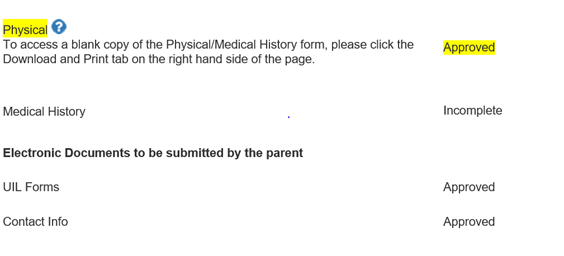 Physical
To access a blank copy of the Physical/Medical History form, please click the
Approved
Download and Print tab on the right hand side of the page.
Medical History
Incomplete
Electronic Documents to be submitted by the parent
UIL Forms
Approved
Contact Info
Approved